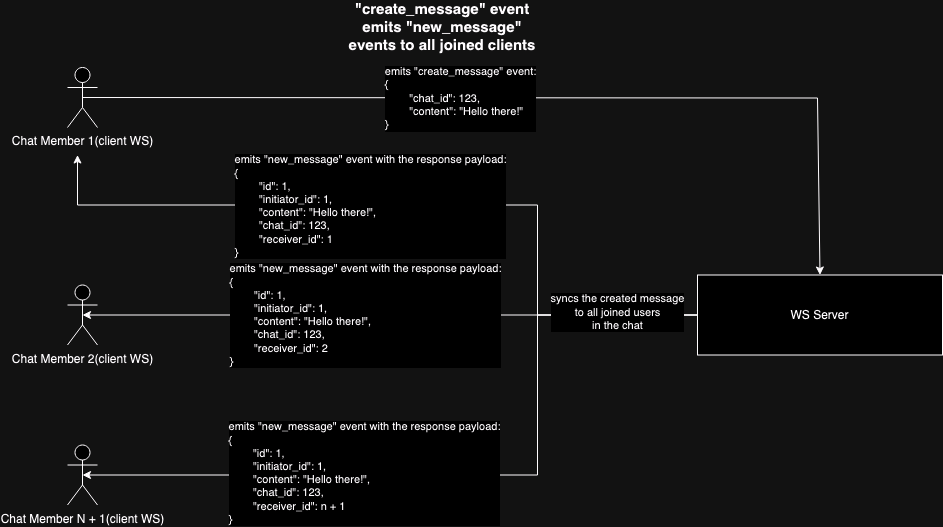 "create_message" event
emits "new_message"
events to all joined clients
emits "create_message" event:
{
"chat_id": 123,
"content": "Hello there!"
}
Chat Member 1(client WS)
emits "new_message" event with the response payload:
{
"id": 1,
"initiator_id": 1,
"content": "Hello there!",
"chat_id": 123,
"receiver_id": 1
}
emits "new_message" event with the response payload:
{
"id": 1,
"initiator_id": 1,
"content": "Hello there!",
"chat_id": 123,
"receiver_id": 2
}
Chat Member 2(client WS)
syncs the created message
to all joined users
in the chat
WS Server
emits "new_message" event with the response payload:
{
"id": 1,
"initiator_id": 1,
"content": "Hello there!",
"chat_id": 123,
"receiver_id": n + 1
}
Chat Member N + 1(client WS)